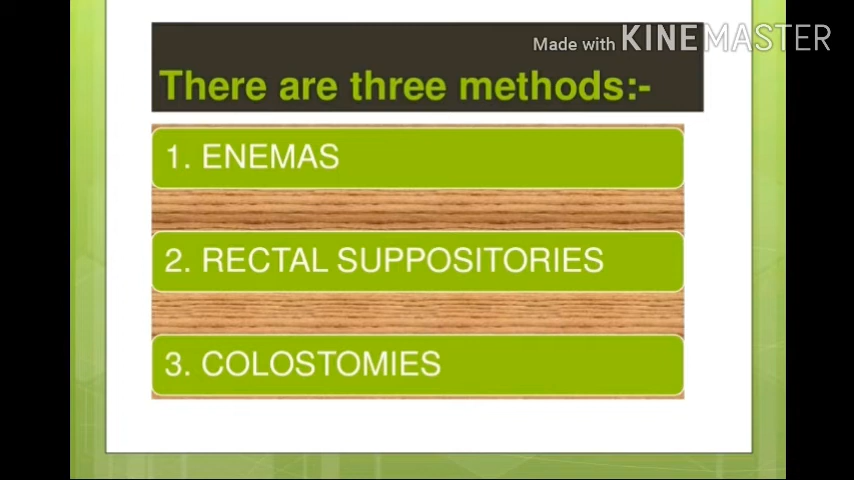 Made with KINEMASTER
There are three methods:-
1. ENEMAS
2. RECTAL SUPPOSITORIES
3. COLOSTOMIES